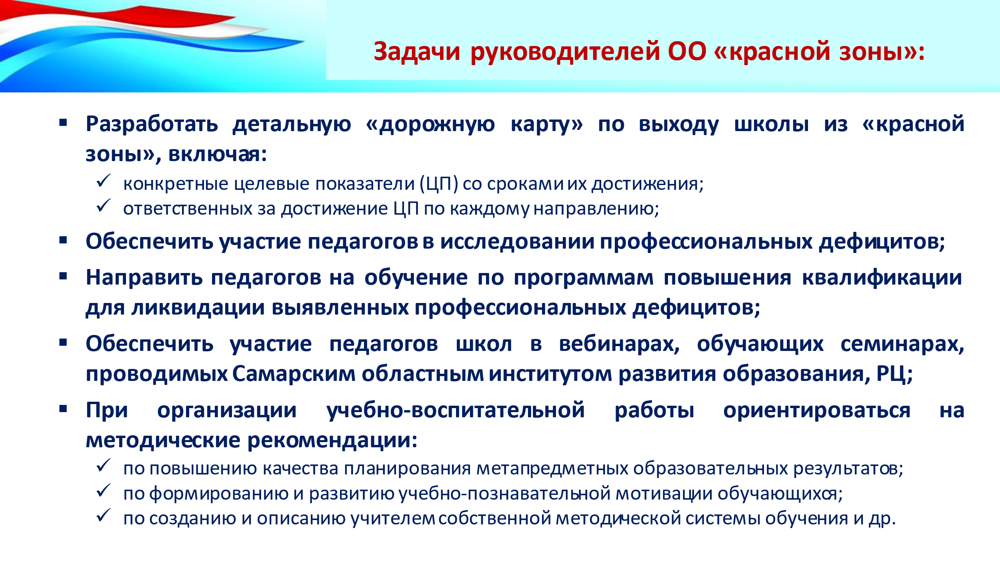 Задачи руководителей ОО «красной зоны»:
▪ Разработать детальную «дорожную карту» по выходу школы из «красной
зоны», включая:
✓ конкретные целевые показатели (ЦП) со сроками их достижения;
✓ ответственных за достижение ЦП по каждому направлению;
▪ Обеспечить участие педагогов в исследовании профессиональных дефицитов;
▪ Направить педагогов на обучение по программам повышения квалификации
для ликвидации выявленных профессиональных дефицитов;
▪ Обеспечить участие педагогов школ в вебинарах, обучающих семинарах,
проводимых Самарским областным институтом развития образования, РЦ;
▪ При организации учебно-воспитательной работы ориентироваться на
методические рекомендации:
✓ по повышению качества планирования метапредметных образовательных результатов;
✓ по формированию и развитию учебно-познавательной мотивации обучающихся;
✓ по созданию и описанию учителем собственной методической системы обучения и др.